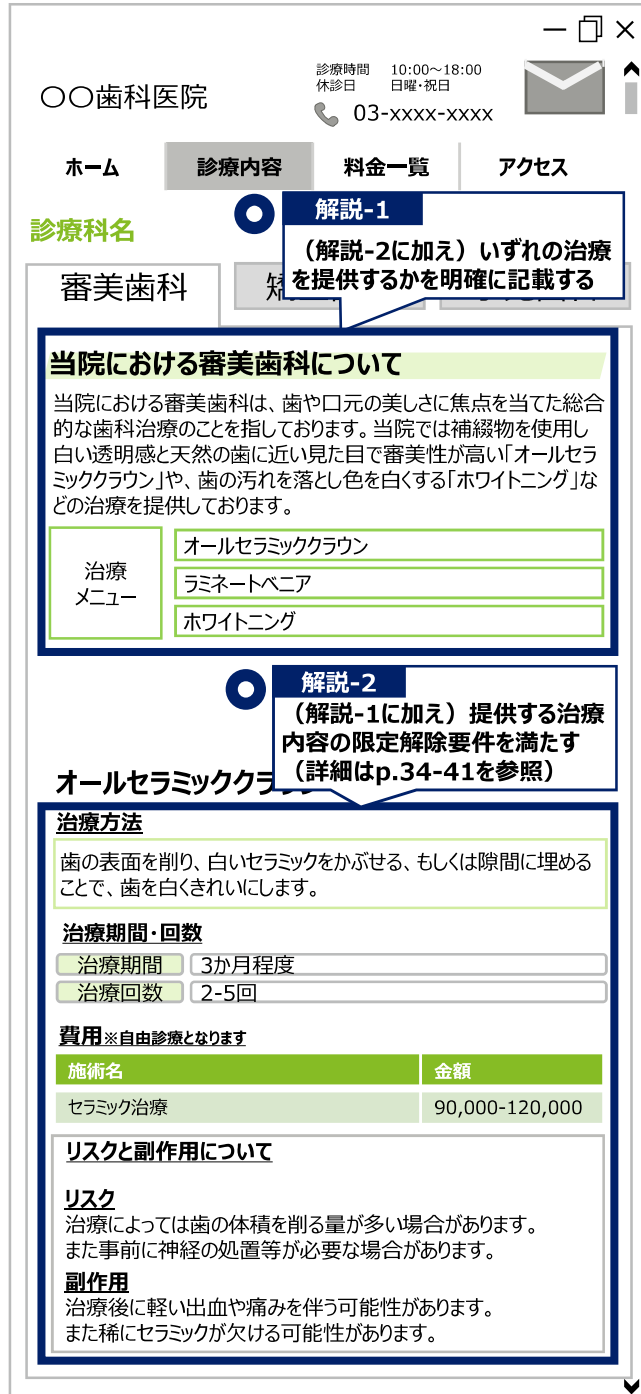 〇〇歯科医院
診療時間 10:00～18:00
休診日 日曜・祝日
03-xxxx-xxxx
ホーム 診療内容 料金一覧 アクセス
診療科名
解説-1
（解説-2に加え）いずれの治療
を提供するかを明確に記載する
審美歯科
当院における審美歯科について
当院における審美歯科は、歯や口元の美しさに焦点を当てた総合
的な歯科治療のことを指しております。当院では補綴物を使用し
白い透明感と天然の歯に近い見た目で審美性が高い「オールセラ
ミッククラウン」や、歯の汚れを落とし色を白くする「ホワイトニング」な
どの治療を提供しております。
治療
メニュー
オールセラミッククラウン
ラミネートベニア
ホワイトニング
解説-2
（解説-1に加え）提供する治療
内容の限定解除要件を満たす
（詳細はp.34-41を参照）
オールセラミッククラウン
治療方法
歯の表面を削り、白いセラミックをかぶせる、もしくは隙間に埋める
ことで、歯を白くきれいにします。
治療期間・回数
治療期間 3か月程度
治療回数 2-5回
費用※自由診療となります
施術名 金額
セラミック治療 90,000-120,000
リスクと副作用について
リスク
治療によっては歯の体積を削る量が多い場合があります。
また事前に神経の処置等が必要な場合があります。
副作用
治療後に軽い出血や痛みを伴う可能性があります。
また稀にセラミックが欠ける可能性があります。